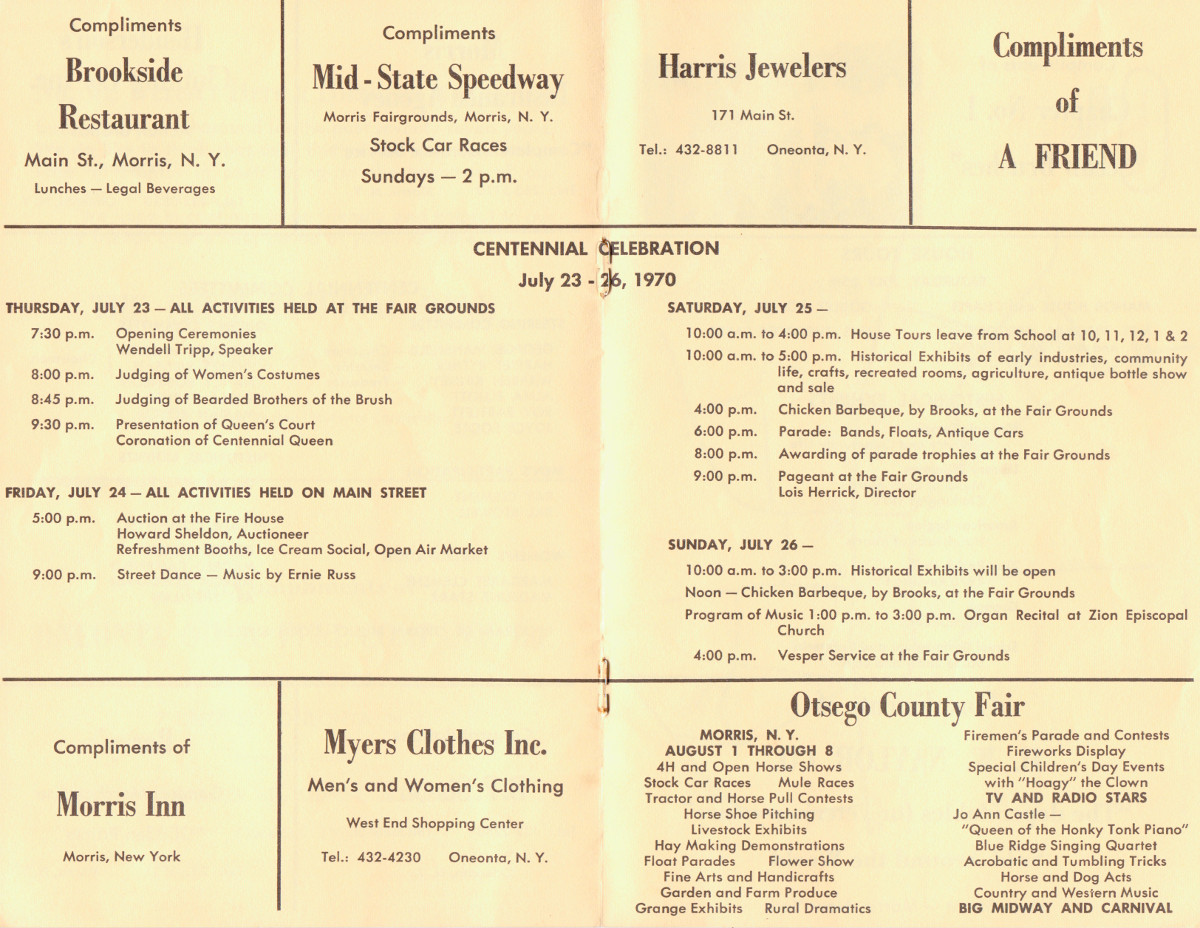 Compliments
Brookside
Restaurant
Main St., Morris, N. Y.
Lunches — Legal Beverages
Compliments
Mid - State Speedway
Morris Fairgrounds, Morris, N. Y.
Stock Car Races
Sundays — 2 p.m.
Harris Jewelers
171 Main St.
Tel.: 432-8811 Oneonta, N. Y.
Compliments
of
A FRIEND
CENTENNIAL CELEBRATION
July 23 - 26, 1970
THURSDAY, JULY 23 — ALL ACTIVITIES HELD AT THE FAIR GROUNDS
7:30 p.m. Opening Ceremonies
Wendell Tripp, Speaker
8:00 p.m. Judging of Women's Costumes
8:45 p.m. Judging of Bearded Brothers of the Brush
9:30 p.m. Presentation of Queen's Court
Coronation of Centennial Queen
FRIDAY, JULY 24 — ALL ACTIVITIES HELD ON MAIN STREET
5:00 p.m. Auction at the Fire House
Howard Sheldon, Auctioneer
Refreshment Booths, Ice Cream Social, Open Air Market
9:00 p.m. Street Dance — Music by Ernie Russ
SATURDAY, JULY 25 —
10:00 a.m. to 4:00 p.m. House Tours leave from School at 10, 11, 12, 1 & 2
10:00 a.m. to 5:00 p.m. Historical Exhibits of early industries, community
life, crafts, recreated rooms, agriculture, antique bottle show
and sale
4:00 p.m. Chicken Barbeque, by Brooks, at the Fair Grounds
6:00 p.m. Parade: Bands, Floats, Antique Cars
8:00 p.m. Awarding of parade trophies at the Fair Grounds
9:00 p.m. Pageant at the Fair Grounds
Lois Herrick, Director
SUNDAY, JULY 26 —
10:00 a.m. to 3:00 p.m. Historical Exhibits will be open
Noon — Chicken Barbeque, by Brooks, at the Fair Grounds
Program of Music 1:00 p.m. to 3:00 p.m. Organ Recital at Zion Episcopal
Church
4:00 p.m. Vesper Service at the Fair Grounds
Compliments of
Morris Inn
Morris, New York
Myers Clothes Inc.
Men's and Women's Clothing
West End Shopping Center
Tel.: 432-4230 Oneonta, N. Y.
Otsego County Fair
MORRIS, N. Y.
AUGUST 1 THROUGH 8
4H and Open Horse Shows
Stock Car Races Mule Races
Tractor and Horse Pull Contests
Horse Shoe Pitching
Livestock Exhibits
Hay Making Demonstrations
Float Parades Flower Show
Fine Arts and Handicrafts
Garden and Farm Produce
Grange Exhibits Rural Dramatics
Firemen's Parade and Contests
Fireworks Display
Special Children's Day Events
with "Hoagy" the Clown
TV AND RADIO STARS
Jo Ann Castle —
"Queen of the Honky Tonk Piano"
Blue Ridge Singing Quartet
Acrobatic and Tumbling Tricks
Horse and Dog Acts
Country and Western Music
BIG MIDWAY AND CARNIVAL